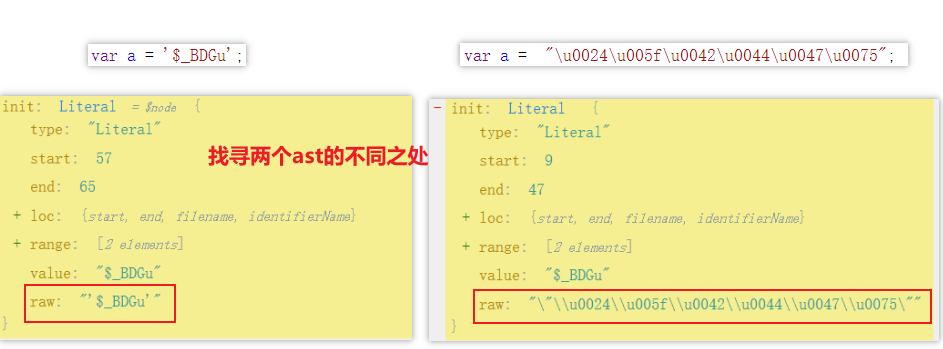 var a = '$_BDGu';
init: Literal = $node {
type: "Literal"
start: 57
end: 65
+ loc: {start, end, filename, identifierName}
+ range: [2 elements]
value: "$_BDGu"
raw: "'$_BDGu'"
}
找寻两个ast的不同之处
var a = "\u0024\u005f\u0042\u0044\u0047\u0075";
- init: Literal {
type: "Literal"
start: 9
end: 47
+ loc: {start, end, filename, identifierName}
+ range: [2 elements]
value: "$_BDGu"
raw: "\"\\u0024\\u005f\\u0042\\u0044\\u0047\\u0075\""
}